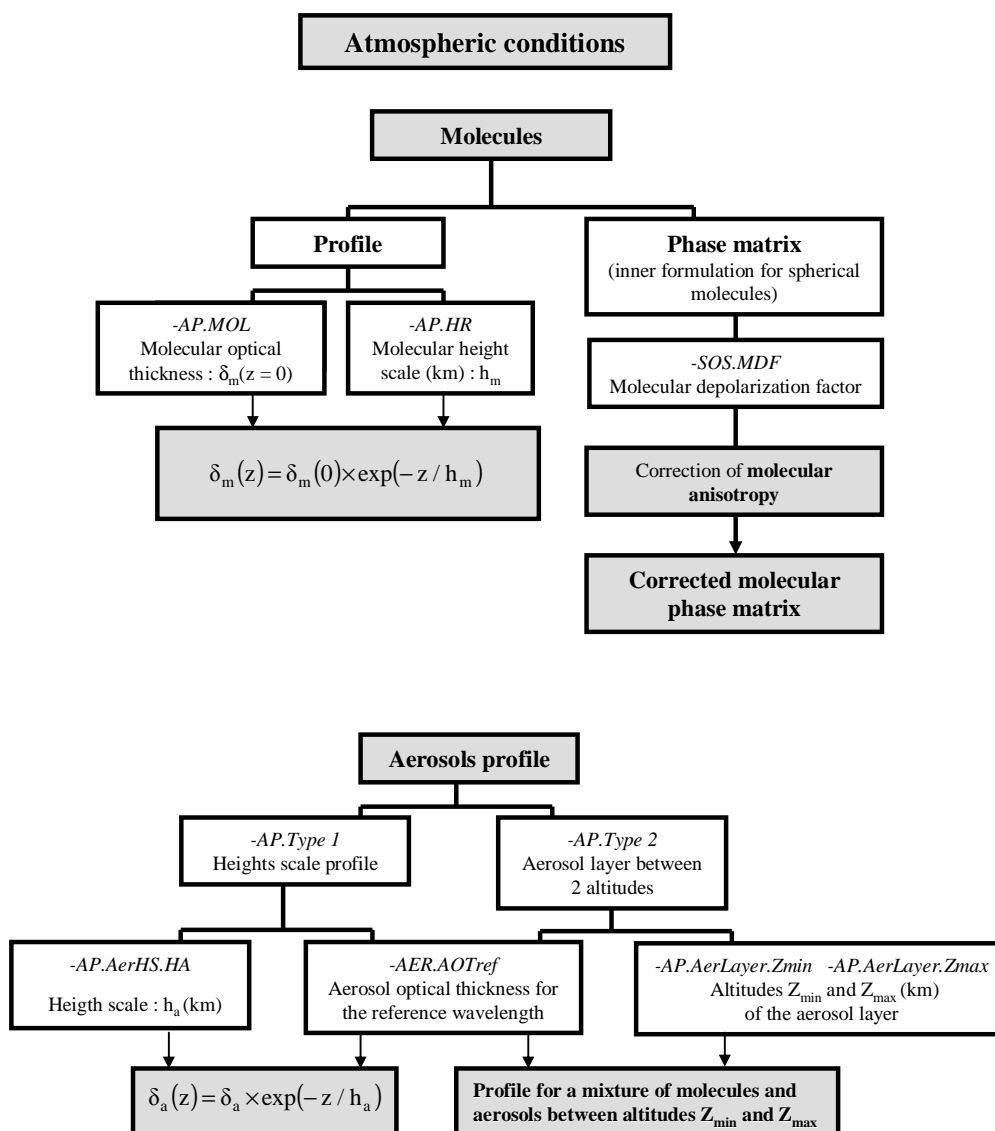 Atmospheric conditions
Molecules
Profile
Phase matrix
(inner formulation for spherical
molecules)
-AP.MOL
Molecular optical
thickness : δm(z = 0)
-AP.HR
Molecular height
scale (km) : hm
-SOS.MDF
Molecular depolarization factor
δm(z) = δm(0)×exp(− z / hm)
Correction of molecular
anisotropy
Corrected molecular
phase matrix
Aerosols profile
-AP.Type 1
Heights scale profile
-AP.Type 2
Aerosol layer between
2 altitudes
-AP.AerHS.HA
Heigth scale : ha (km)
-AER.AOTref
Aerosol optical thickness for
the reference wavelength
-AP.AerLayer.Zmin -AP.AerLayer.Zmax
Altitudes Zmin and Zmax (km)
of the aerosol layer
δa(z) = δa × exp(− z / ha)
Profile for a mixture of molecules and
aerosols between altitudes Zmin and Zmax